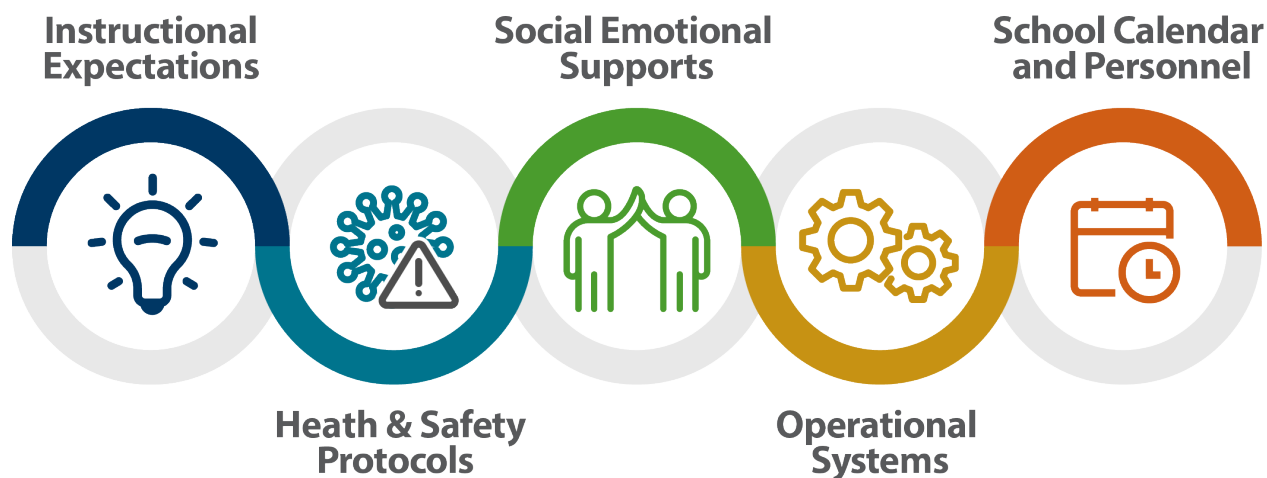 Instructional
Expectations
Heath & Safety
Protocols
Social Emotional
Supports
Operational
Systems
School Calendar
and Personnel